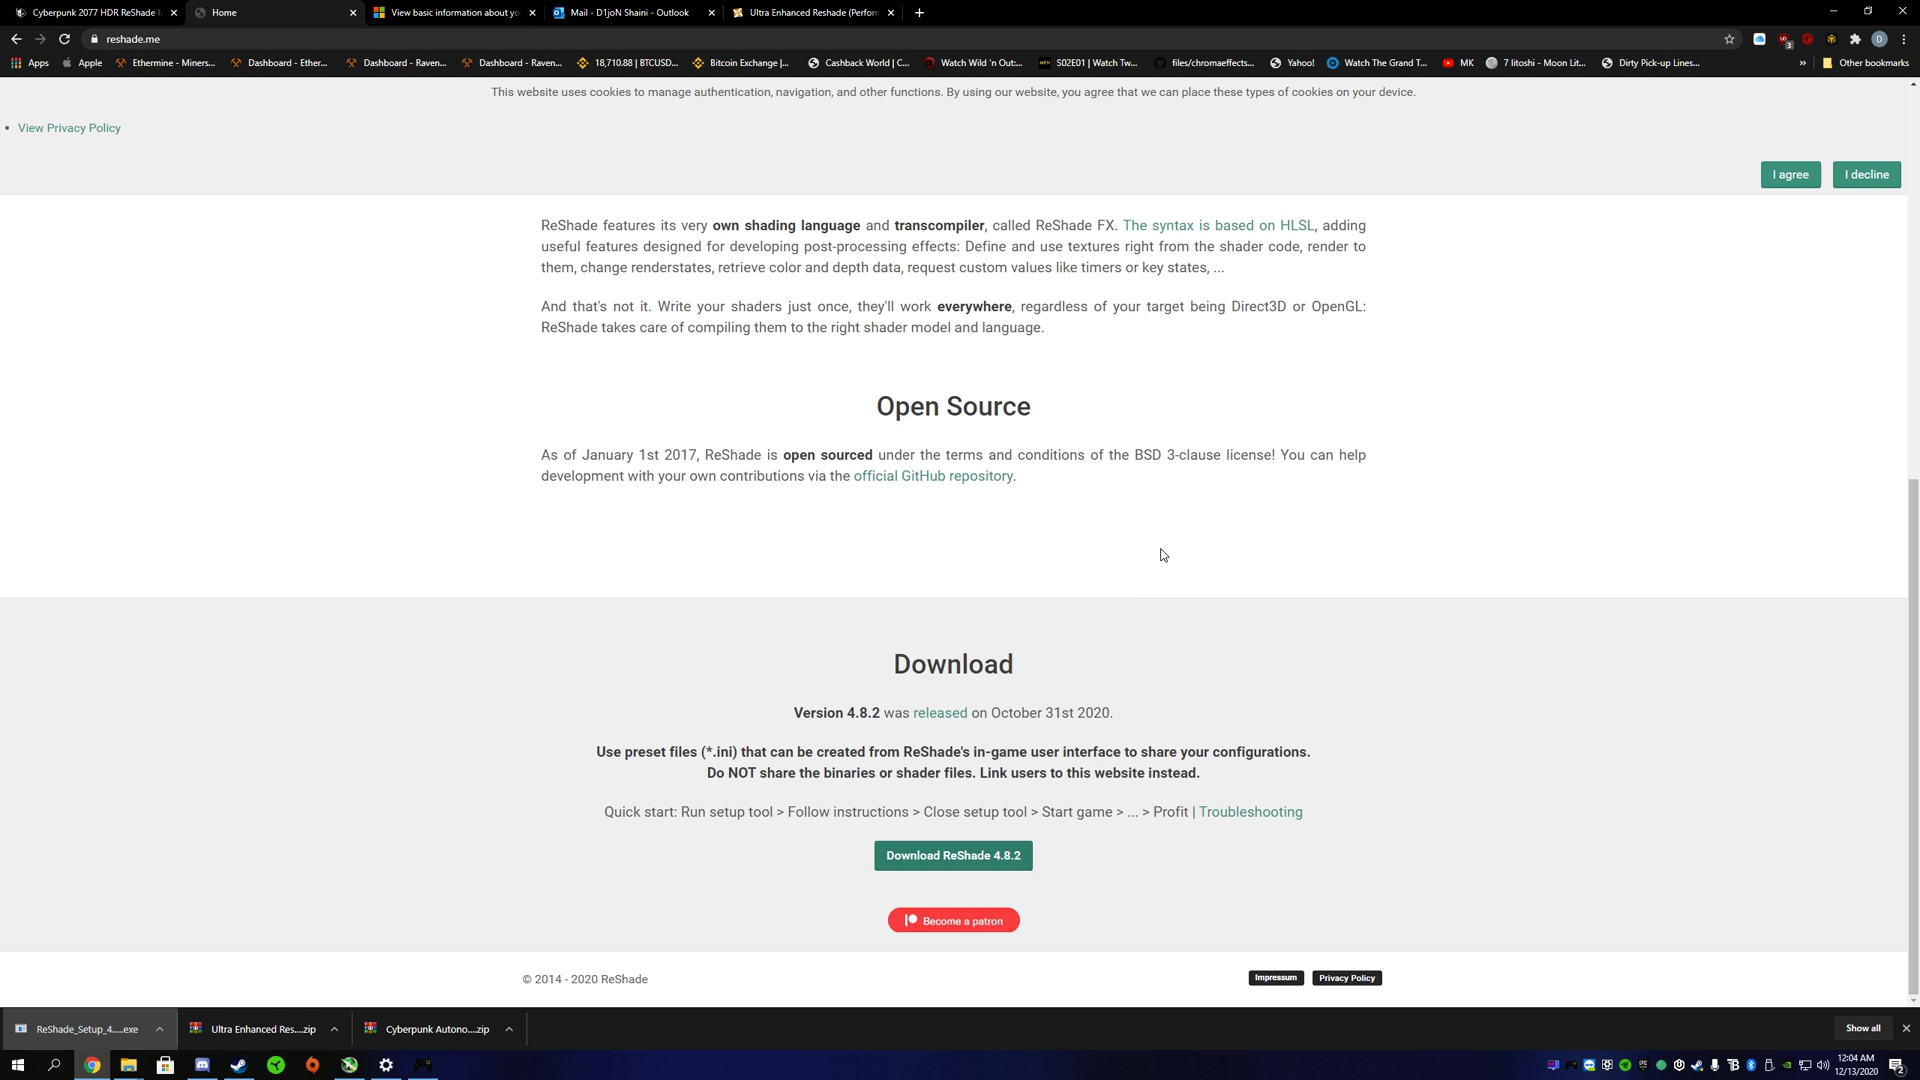 Cyberpunk 2077 HDR ReShade I
Home
View basic information about yo
Mail - D1joN Shaini - Outlook
Ultra Enhanced Reshade (Perform
reshade.me
Apps
Apple
Ethermine - Miners...
Dashboard - Ether...
Dashboard - Raven...
Dashboard - Raven...
18,710.88 | BTCUSD...
Bitcoin Exchange |...
Cashback World | C...
Watch Wild 'n Out:...
S02E01 | Watch Tw...
files/chromaeffects...
Yahoo!
Watch The Grand T...
MK
7 litoshi - Moon Lit...
Dirty Pick-up Lines...
Other bookmarks
This website uses cookies to manage authentication, navigation, and other functions. By using our website, you agree that we can place these types of cookies on your device.
• View Privacy Policy
I agree
I decline
ReShade features its very own shading language and transcompiler, called ReShade FX. The syntax is based on HLSL, adding
useful features designed for developing post-processing effects: Define and use textures right from the shader code, render to
them, change renderstates, retrieve color and depth data, request custom values like timers or key states, ...
And that's not it. Write your shaders just once, they'll work everywhere, regardless of your target being Direct3D or OpenGL:
ReShade takes care of compiling them to the right shader model and language.
Open Source
As of January 1st 2017, ReShade is open sourced under the terms and conditions of the BSD 3-clause license! You can help
development with your own contributions via the official GitHub repository.
Download
Version 4.8.2 was released on October 31st 2020.
Use preset files (*.ini) that can be created from ReShade's in-game user interface to share your configurations.
Do NOT share the binaries or shader files. Link users to this website instead.
Quick start: Run setup tool > Follow instructions > Close setup tool > Start game > ... > Profit | Troubleshooting
Download ReShade 4.8.2
Become a patron
© 2014 - 2020 ReShade
Impressum
Privacy Policy
ReShade_Setup_4.....exe
Ultra Enhanced Res....zip
Cyberpunk Autono....zip
Show all
12:04 AM
12/13/2020